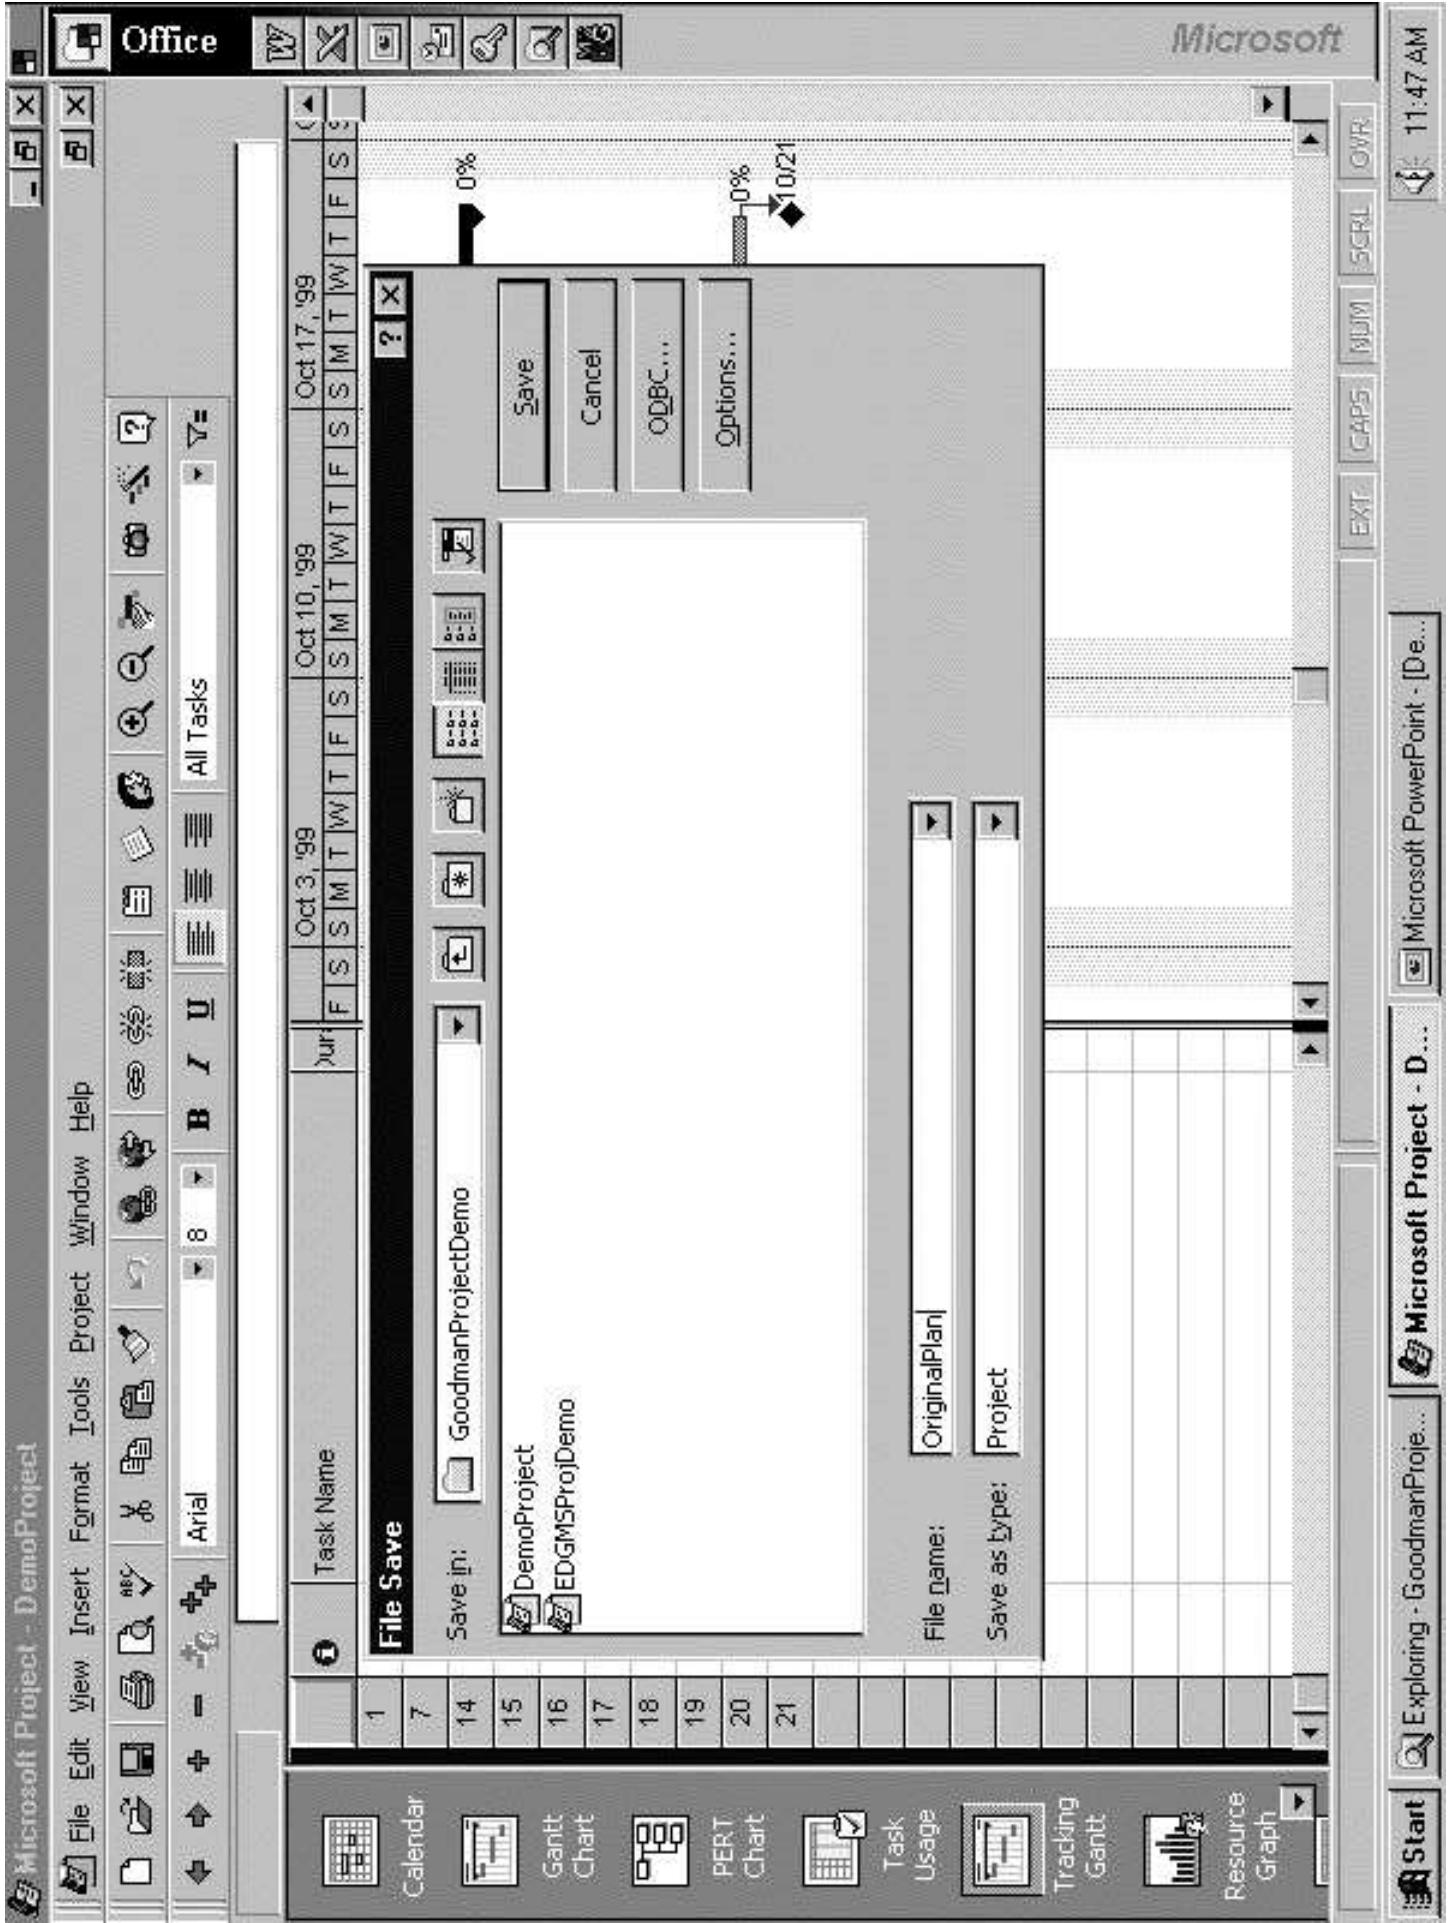 Microsoft Project - DemoProject
Office
File Edit View Insert Format Tools Project Window Help
ABC
Arial 8 B I U All Tasks
Task Name
Dur
Oct 3, '99 Oct 10, '99 Oct 17, '99
F S S M T W T F S S M T W T F S S M T W T F S
Calendar
Gantt Chart
PERT Chart
Task Usage
Tracking Gantt
Resource Graph
1
7
14
15
16
17
18
19
20
21
File Save
Save in: GoodmanProjectDemo
DemoProject
EDGMSProjDemo
Save
Cancel
ODBC...
Options...
File name: OriginalPlan
Save as type: Project
0%
0%
10/21
EXT CAPS NUM SCRL OVR
Start Exploring - GoodmanProje... Microsoft Project - D... Microsoft PowerPoint - [De... 11:47 AM
Microsoft